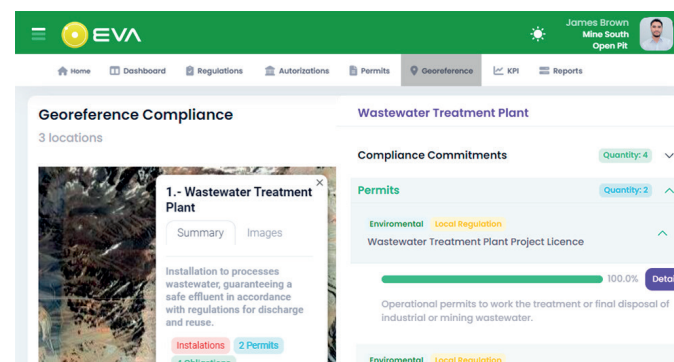 EVA
James Brown
Mine South
Open Pit
Home
Dashboard
Regulations
Autorizations
Permits
Georeference
KPI
Reports
Georeference Compliance
3 locations
1.- Wastewater Treatment
Plant
Summary
Images
Installation to processes
wastewater, guaranteeing a
safe effluent in accordance
with regulations for discharge
and reuse.
Instalations
2 Permits
Wastewater Treatment Plant
Compliance Commitments
Quantity: 4
Permits
Quantity: 2
Enviromental
Local Regulation
Wastewater Treatment Plant Project Licence
100.0%
Detai
Operational permits to work the treatment or final disposal of
industrial or mining wastewater.
Enviromental
Local Regulation